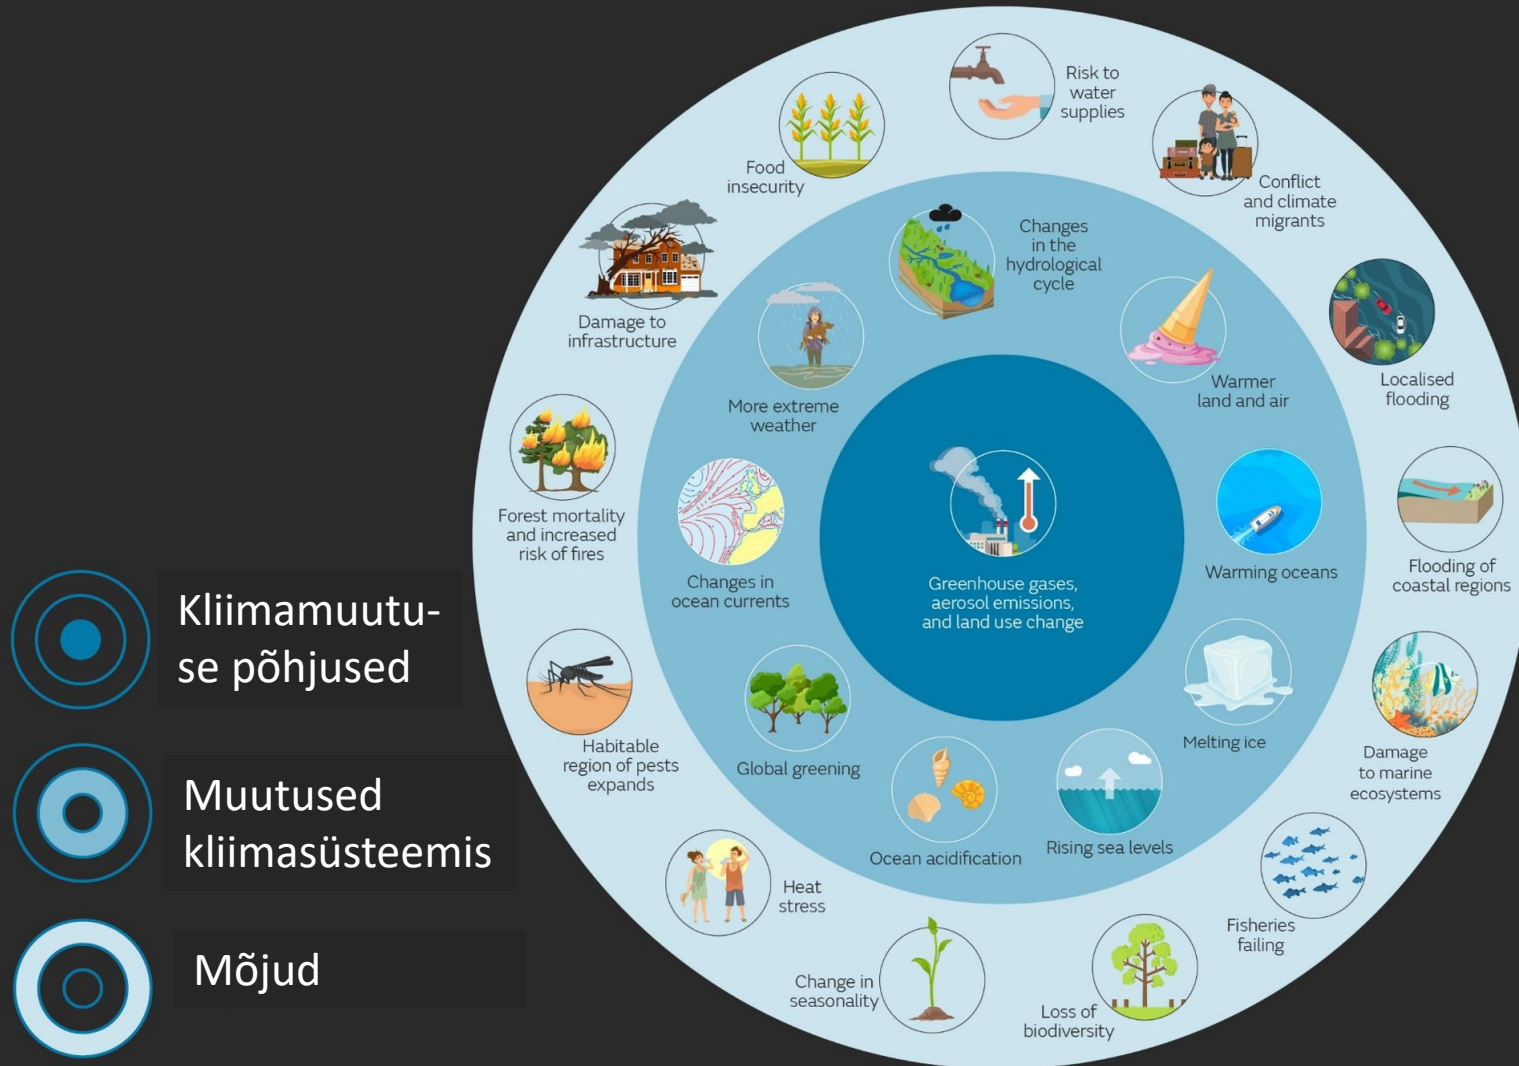 Kliimamuutu-
se põhjused
Muutused
kliimasüsteemis
Mõjud
Risk to
water
supplies
Conflict
and climate
migrants
Localised
flooding
Flooding of
coastal regions
Damage
to marine
ecosystems
Fisheries
failing
Loss of
biodiversity
Change in
seasonality
Heat
stress
Habitable
region of pests
expands
Forest mortality
and increased
risk of fires
Damage to
infrastructure
Food
insecurity
Changes
in the
hydrological
cycle
Warmer
land and air
Warming oceans
Melting ice
Rising sea levels
Ocean acidification
Global greening
Changes in
ocean currents
More extreme
weather
Greenhouse gases,
aerosol emissions,
and land use change